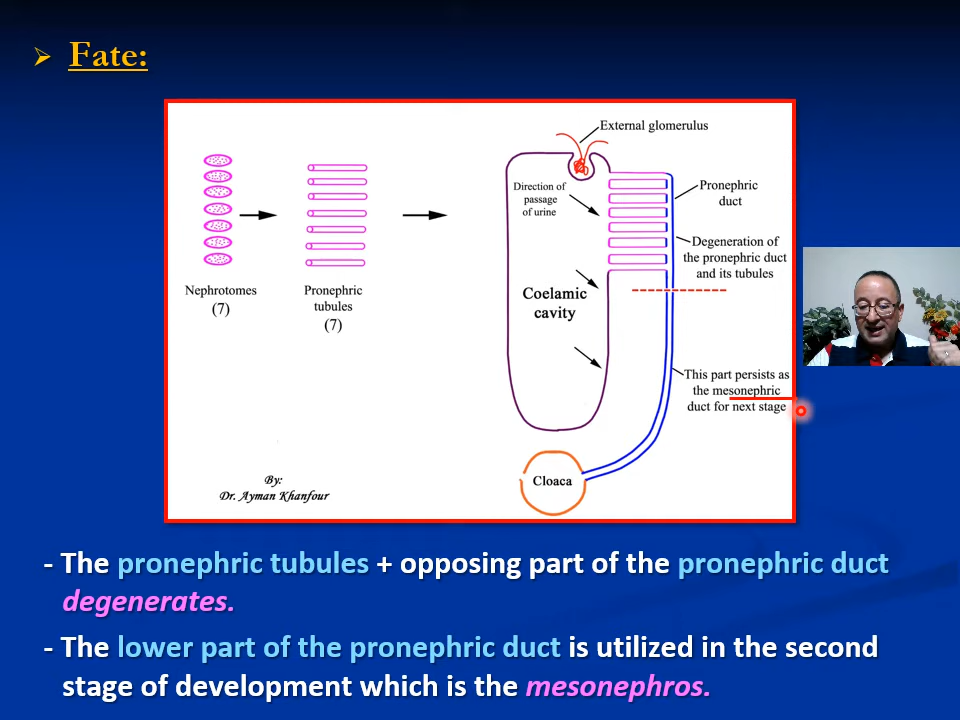 Fate:
External glomerulus
Direction of
passage
of urine
Pronephric
duct
Degeneration of
the pronephric duct
and its tubules
Nephrotomes
(7)
Pronephric
tubules
(7)
Coelamic
cavity
This part persists as
the mesonephric
duct for next stage
Cloaca
By:
Dr. Ayman Khanfour
- The pronephric tubules + opposing part of the pronephric duct
degenerates.
- The lower part of the pronephric duct is utilized in the second
stage of development which is the mesonephros.